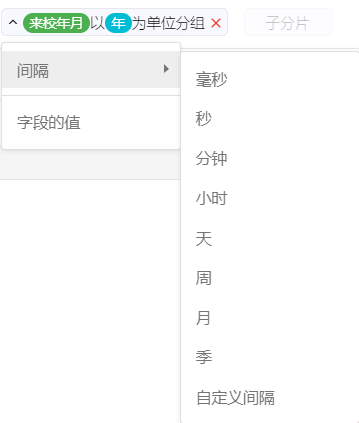 来校年月以年为单位分组
子分片
间隔
字段的值
毫秒
秒
分钟
小时
天
周
月
季
自定义间隔